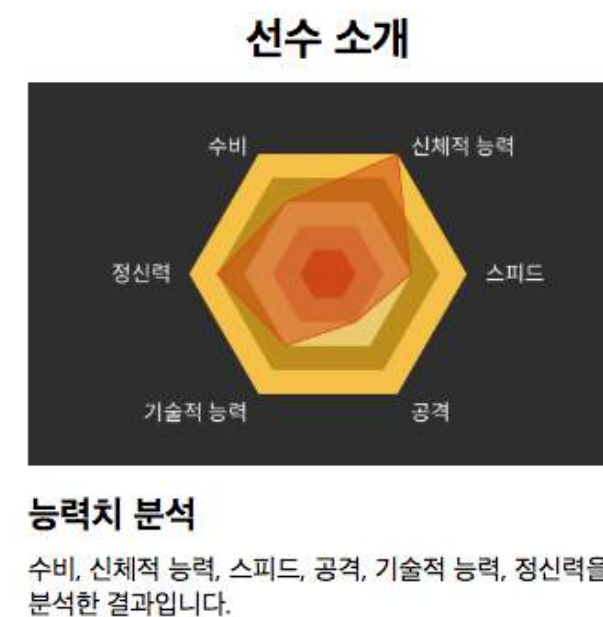 선수 소개
수비
신체적 능력
정신력
스피드
기술적 능력
공격
능력치 분석
수비, 신체적 능력, 스피드, 공격, 기술적 능력, 정신력을
분석한 결과입니다.